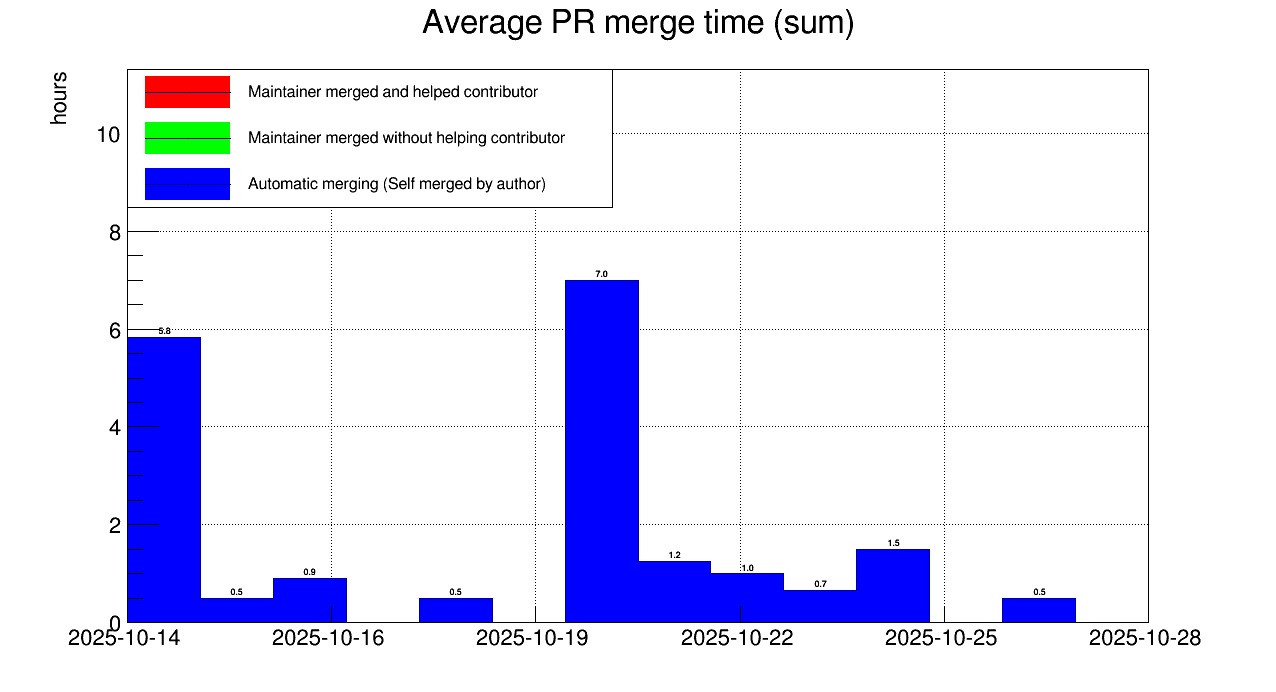 Average PR merge time (sum)
hours
Maintainer merged and helped contributor
Maintainer merged without helping contributor
Automatic merging (Self merged by author)
10
8
6
4
2
0
5.8
0.5
0.9
0.5
7.0
1.2
1.0
0.7
1.5
0.5
2025-10-14 2025-10-16 2025-10-19 2025-10-22 2025-10-25 2025-10-28